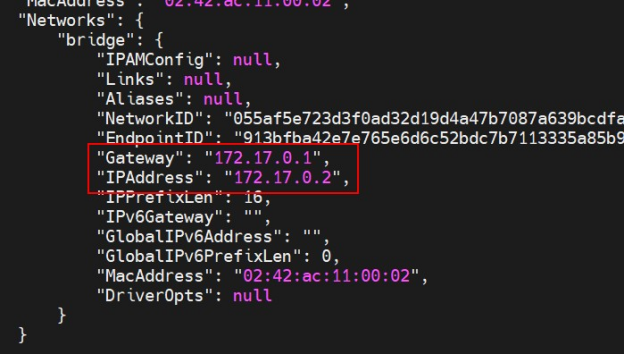 "MacAddress": "02:42:ac:11:00:02",
"Networks": {
"bridge": {
"IPAMConfig": null,
"Links": null,
"Aliases": null,
"NetworkID": "055af5e723d3f0ad32d19d4a47b7087a639bcdfa
"EndpointID": "913bfba42e7e765e6d6c52bdc7b7113335a85b9
"Gateway": "172.17.0.1",
"IPAddress": "172.17.0.2",
"IPPrefixLen": 16,
"IPv6Gateway": "",
"GlobalIPv6Address": "",
"GlobalIPv6PrefixLen": 0,
"MacAddress": "02:42:ac:11:00:02",
"DriverOpts": null
}
}